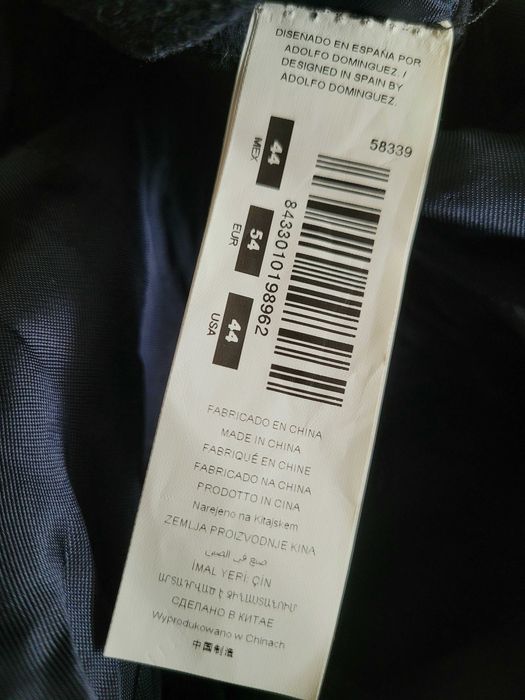 DISENADO EN ESPAÑA POR
ADOLFO DOMINGUEZ. /
DESIGNED IN SPAIN BY
ADOLFO DOMINGUEZ.
58339
44
MEX
54
EUR
44
USA
8433010198962
FABRICADO EN CHINA
MADE IN CHINA
FABRIQUÉ EN CHINE
FABRICADO NA CHINA
PRODOTTO IN CINA
Narejeno na Kitajskem
ZEMLJA PROIZVODNJE KINA
صنع في الصين
İMAL YERİ: ÇİN
ԱՐՏԱԴՐՎԱԾ Է ՉԻՆԱՍՏԱՆՈՒՄ
СДЕЛАНО В КИТАЕ
Wyprodukowano w Chinach
中国制造